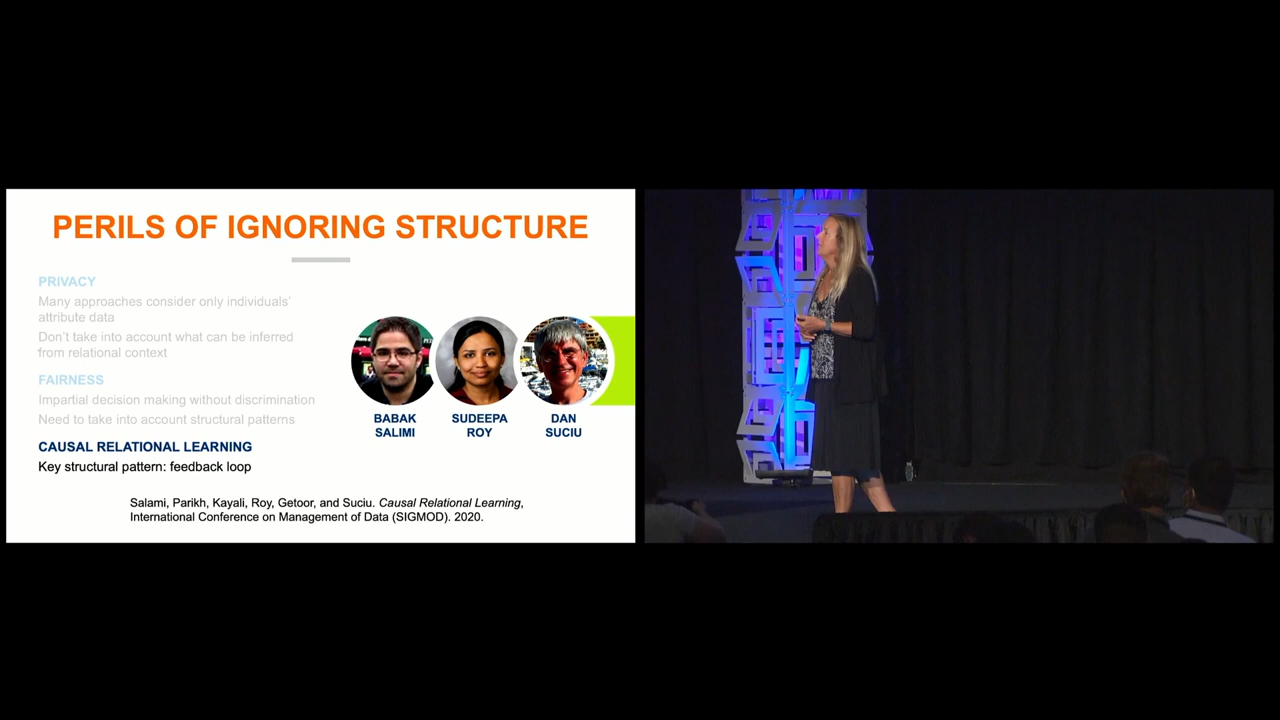 PERILS OF IGNORING STRUCTURE
PRIVACY
Many approaches consider only individuals'
attribute data
Don't take into account what can be inferred
from relational context
FAIRNESS
Impartial decision making without discrimination
Need to take into account structural patterns
CAUSAL RELATIONAL LEARNING
Key structural pattern: feedback loop
BABAK
SALIMI
SUDEEPA
ROY
DAN
SUCIU
Salami, Parikh, Kayali, Roy, Getoor, and Suciu. Causal Relational Learning,
International Conference on Management of Data (SIGMOD). 2020.